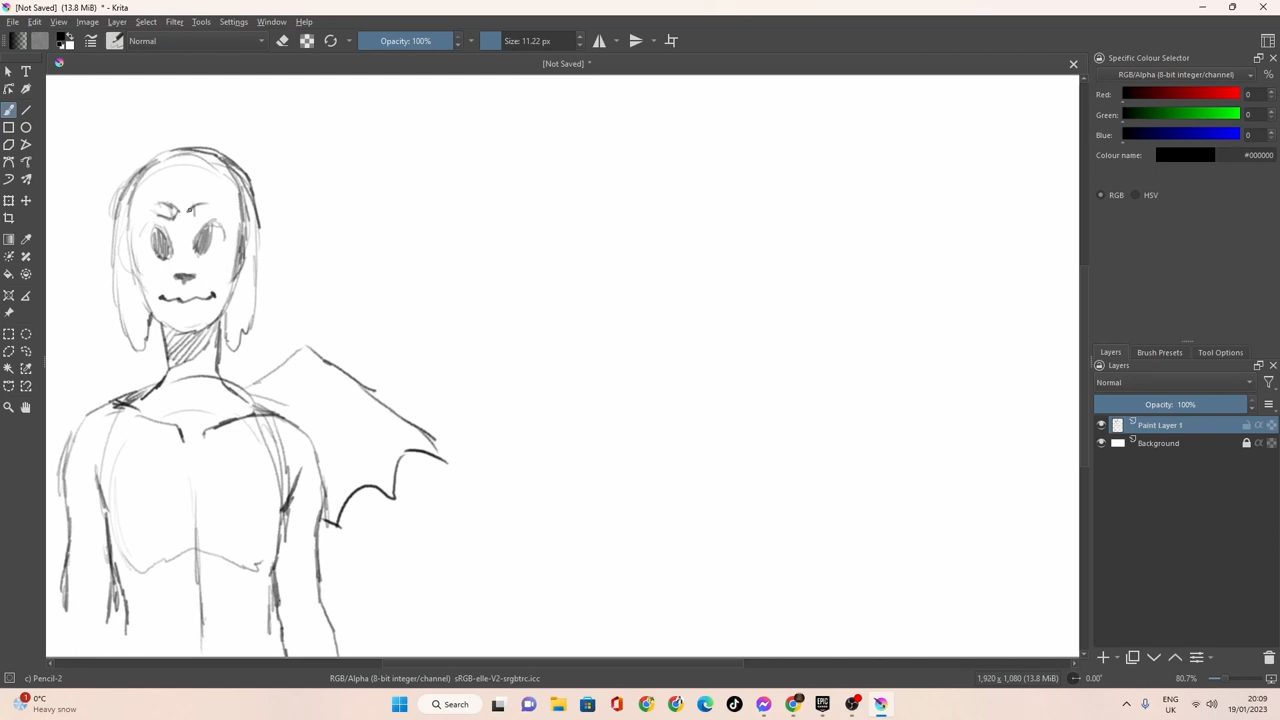 [Not Saved] (13.8 MiB) * - Krita
File Edit View Image Layer Select Filter Tools Settings Window Help
Normal Opacity: 100% Size: 11.22 px
[Not Saved] *
Specific Colour Selector
RGB/Alpha (8-bit integer/channel) %
Red: 0
Green: 0
Blue: 0
Colour name: #000000
RGB HSV
Layers Brush Presets Tool Options
Layers
Normal
Opacity: 100%
Paint Layer 1
Background
c) Pencil-2 RGB/Alpha (8-bit integer/channel) sRGB-elle-V2-srgbtrc.icc 1,920 x 1,080 (13.8 MiB) 0.00° 80.7%
1 0°C
Heavy snow
Search
EPIC
ENG
UK
20:09
19/01/2023